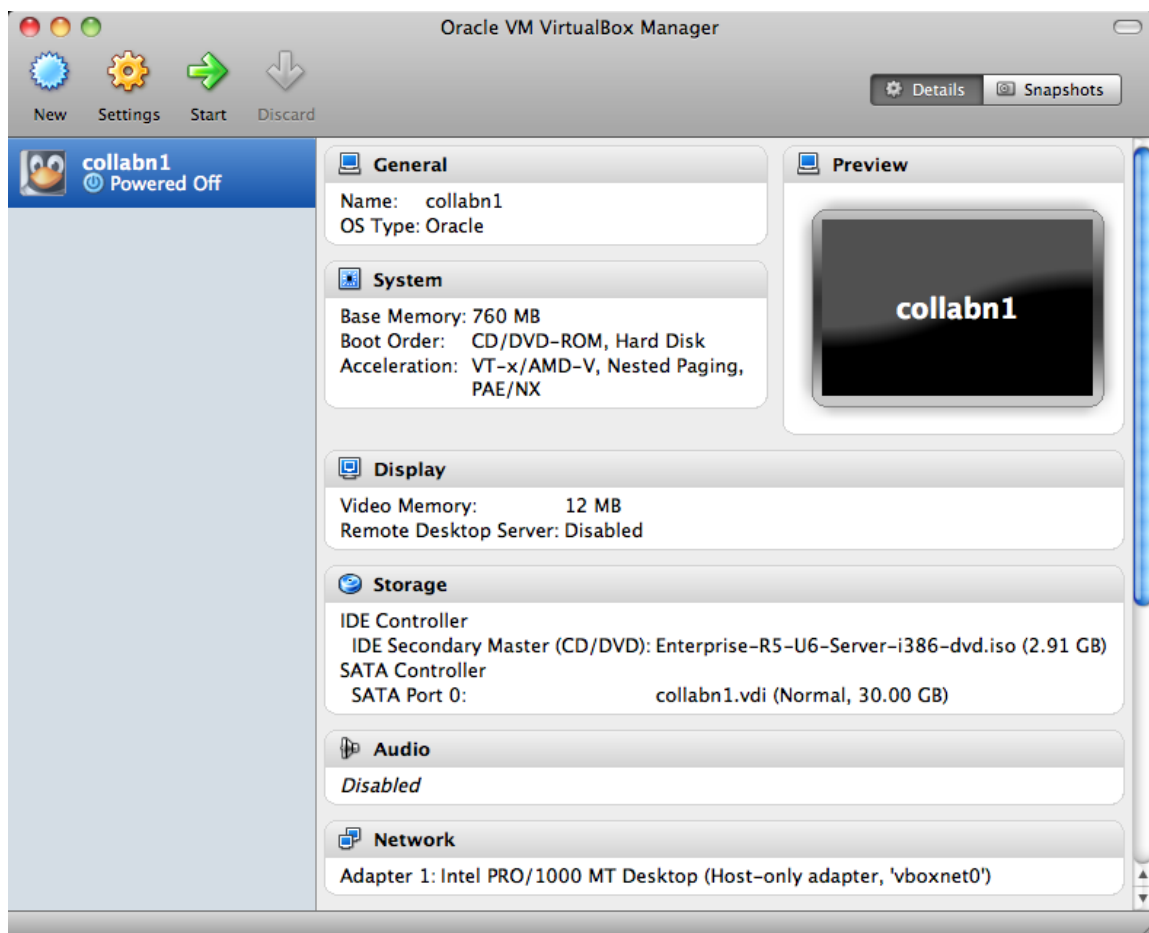 Oracle VM VirtualBox Manager
New Settings Start Discard
Details Snapshots
collabn1
Powered Off
General
Name: collabn1
OS Type: Oracle
System
Base Memory: 760 MB
Boot Order: CD/DVD-ROM, Hard Disk
Acceleration: VT-x/AMD-V, Nested Paging,
PAE/NX
Preview
collabn1
Display
Video Memory: 12 MB
Remote Desktop Server: Disabled
Storage
IDE Controller
IDE Secondary Master (CD/DVD): Enterprise-R5-U6-Server-i386-dvd.iso (2.91 GB)
SATA Controller
SATA Port 0: collabn1.vdi (Normal, 30.00 GB)
Audio
Disabled
Network
Adapter 1: Intel PRO/1000 MT Desktop (Host-only adapter, 'vboxnet0')